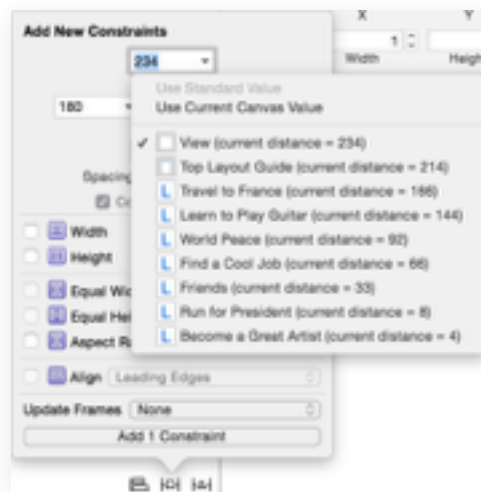 Add New Constraints
X
Y
234
1
Width
Heigh
Use Standard Value
Use Current Canvas Value
180
View (current distance = 234)
Top Layout Guide (current distance = 214)
Spacing
L Travel to France (current distance = 166)
Co
L Learn to Play Guitar (current distance = 144)
Width
L World Peace (current distance = 92)
Height
L Find a Cool Job (current distance = 66)
Equal Wid
L Friends (current distance = 33)
Equal Hei
L Run for President (current distance = 8)
Aspect Ra
L Become a Great Artist (current distance = 4)
Align Leading Edges
Update Frames None
Add 1 Constraint